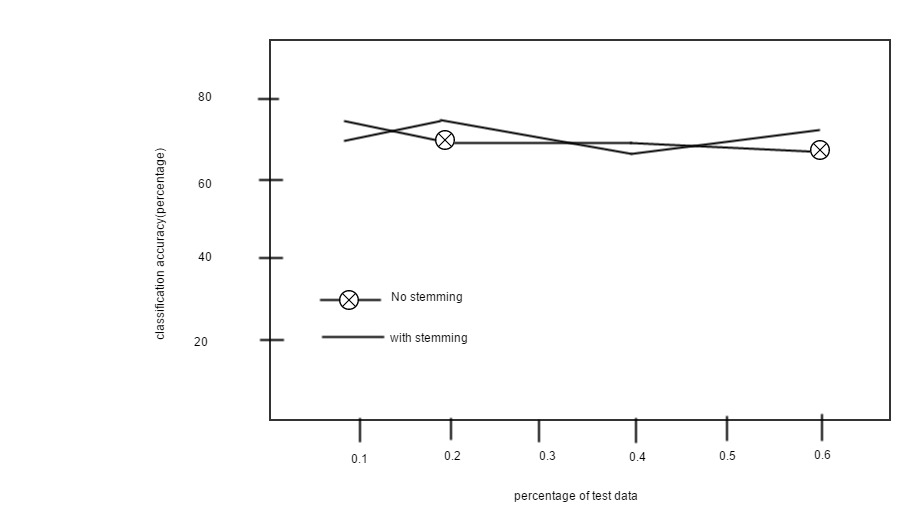 80
60
40
20
classification accuracy(percentage)
No stemming
with stemming
0.1
0.2
0.3
0.4
0.5
0.6
percentage of test data